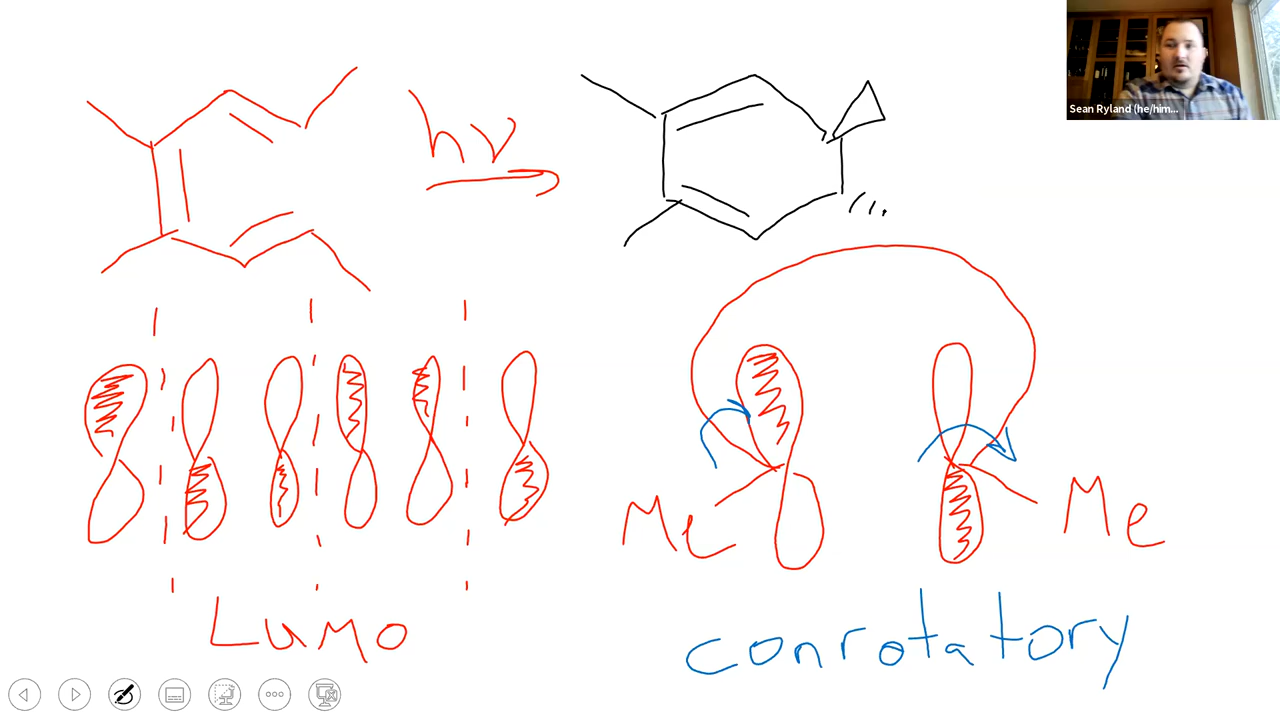 Sean Ryland (he/him...
hν
Me
Me
LUMO
conrotatory